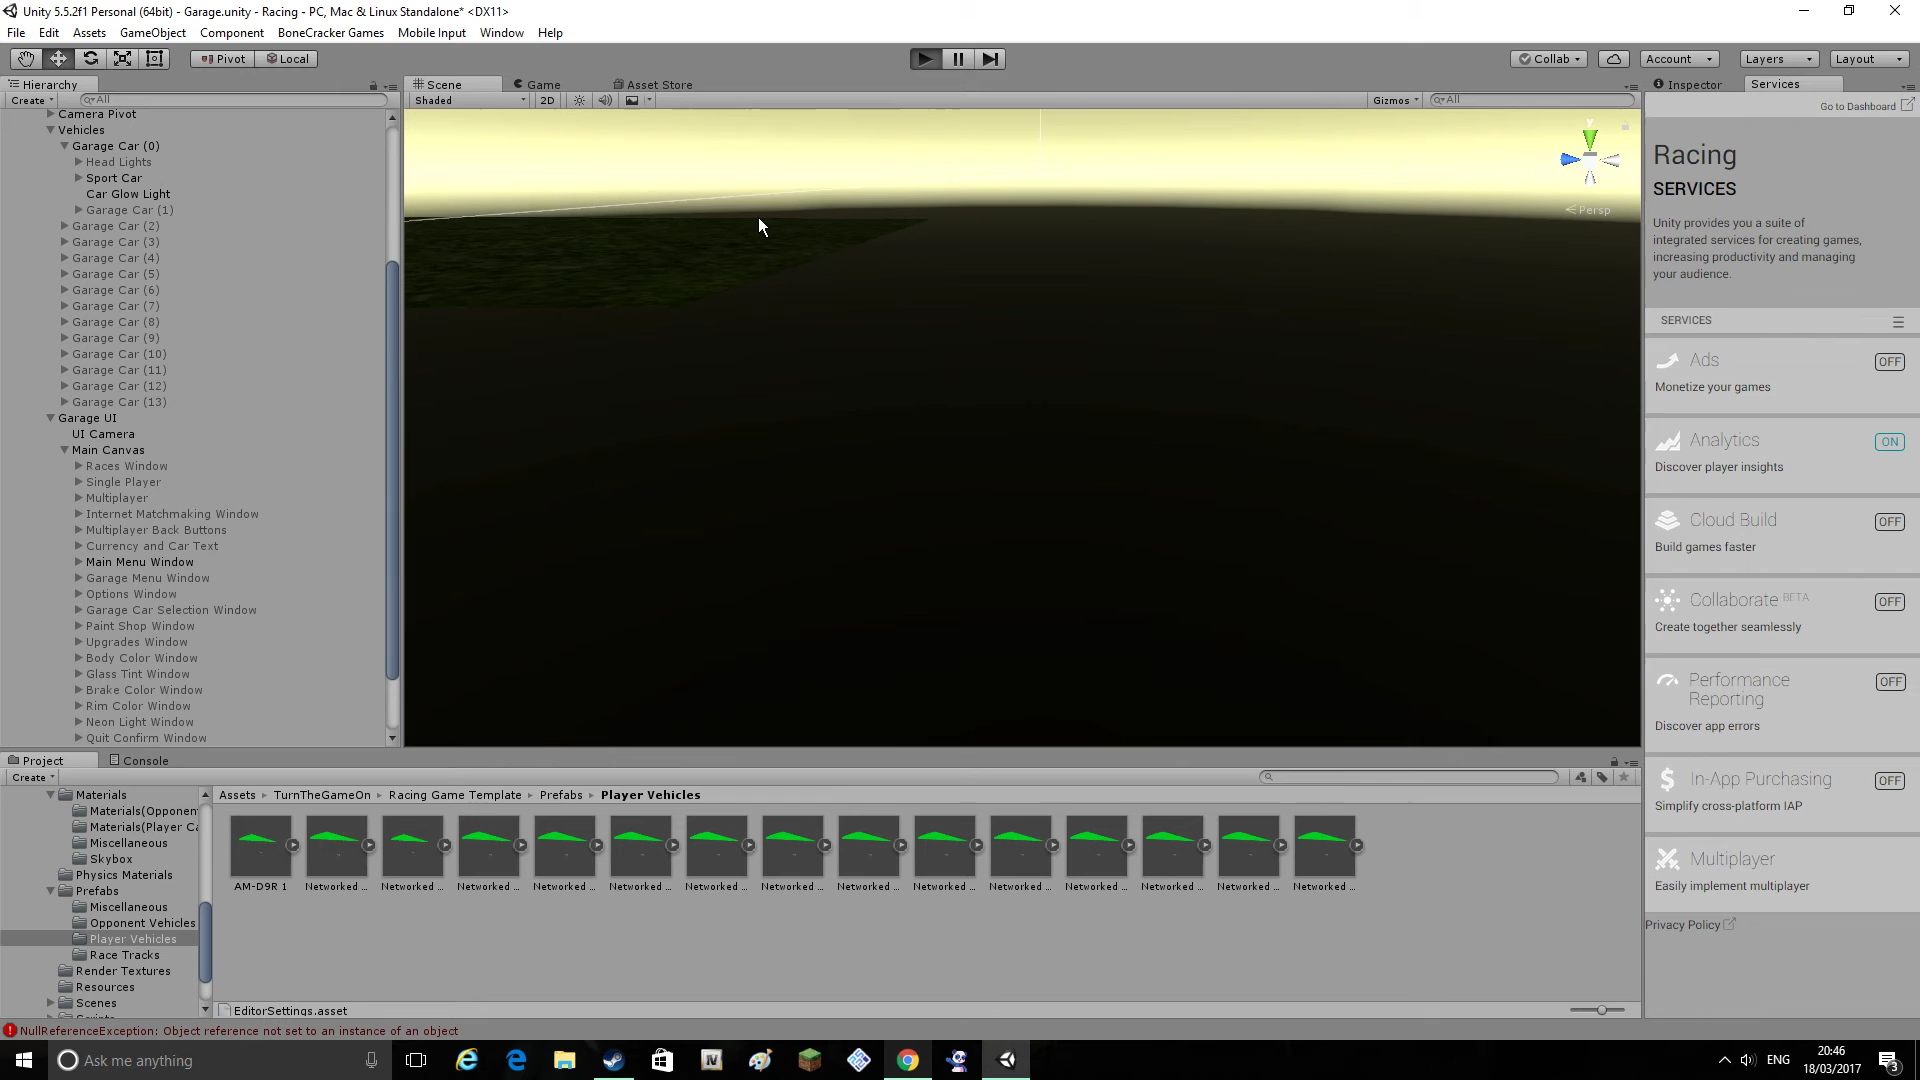 Unity 5.5.2f1 Personal (64bit) - Garage.unity - Racing - PC, Mac & Linux Standalone* <DX11>
File Edit Assets GameObject Component BoneCracker Games Mobile Input Window Help
Pivot Local Collab Account Layers Layout
Hierarchy
Create All
Camera Pivot
Vehicles
Garage Car (0)
Head Lights
Sport Car
Car Glow Light
Garage Car (1)
Garage Car (2)
Garage Car (3)
Garage Car (4)
Garage Car (5)
Garage Car (6)
Garage Car (7)
Garage Car (8)
Garage Car (9)
Garage Car (10)
Garage Car (11)
Garage Car (12)
Garage Car (13)
Garage UI
UI Camera
Main Canvas
Races Window
Single Player
Multiplayer
Internet Matchmaking Window
Multiplayer Back Buttons
Currency and Car Text
Main Menu Window
Garage Menu Window
Options Window
Garage Car Selection Window
Paint Shop Window
Upgrades Window
Body Color Window
Glass Tint Window
Brake Color Window
Rim Color Window
Neon Light Window
Quit Confirm Window
Scene Game Asset Store
Shaded 2D Gizmos All
Y
Persp
Inspector Services
Go to Dashboard
Racing
SERVICES
Unity provides you a suite of
integrated services for creating games,
increasing productivity and managing
your audience.
SERVICES
Ads OFF
Monetize your games
Analytics ON
Discover player insights
Cloud Build OFF
Build games faster
Collaborate BETA OFF
Create together seamlessly
Performance
Reporting OFF
Discover app errors
In-App Purchasing OFF
Simplify cross-platform IAP
Multiplayer
Easily implement multiplayer
Privacy Policy
Project Console
Create
Materials
Materials(Opponen
Materials(Player Ca
Miscellaneous
Skybox
Physics Materials
Prefabs
Miscellaneous
Opponent Vehicles
Player Vehicles
Race Tracks
Render Textures
Resources
Scenes
Assets TurnTheGameOn Racing Game Template Prefabs Player Vehicles
AM-D9R 1 Networked ... Networked ... Networked ... Networked ... Networked ... Networked ... Networked ... Networked ... Networked ... Networked ... Networked ... Networked ... Networked ... Networked ...
EditorSettings.asset
NullReferenceException: Object reference not set to an instance of an object
Ask me anything
ENG
20:46
18/03/2017
3